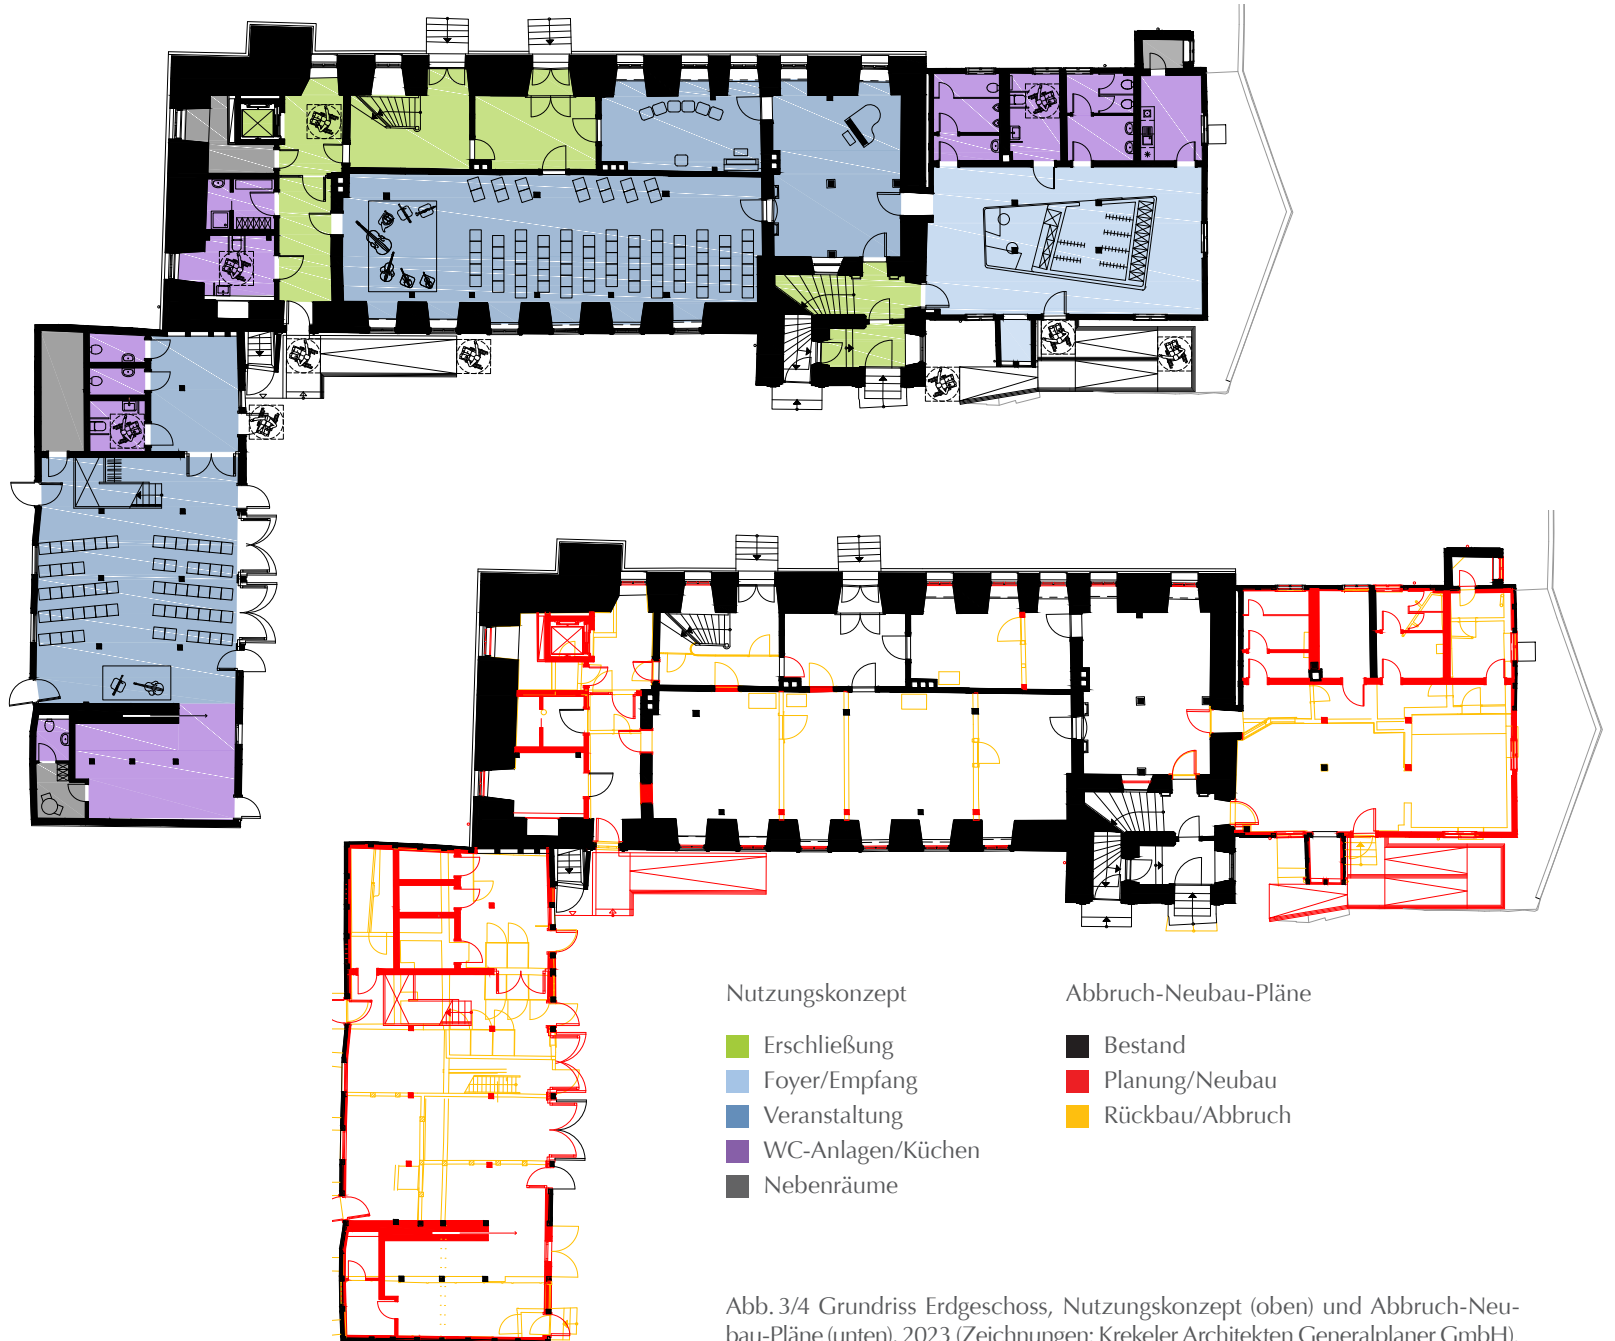 Nutzungskonzept
Erschließung
Foyer/Empfang
Veranstaltung
WC-Anlagen/Küchen
Nebenräume
Abbruch-Neubau-Pläne
Bestand
Planung/Neubau
Rückbau/Abbruch
Abb. 3/4 Grundriss Erdgeschoss, Nutzungskonzept (oben) und Abbruch-Neu-
bau-Pläne (unten), 2023 (Zeichnungen: Krekeler Architekten Generalplaner GmbH)